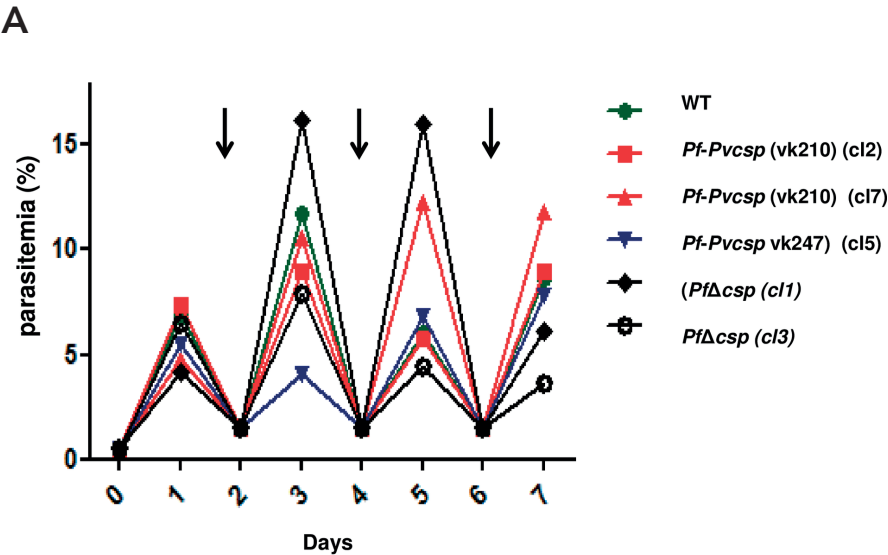 A
15
10
5
0
parasitemia (%)
0 1 2 3 4 5 6 7
Days
WT
Pf-Pvcsp (vk210) (cl2)
Pf-Pvcsp (vk210) (cl7)
Pf-Pvcsp vk247) (cl5)
(PfΔcsp (cl1)
PfΔcsp (cl3)